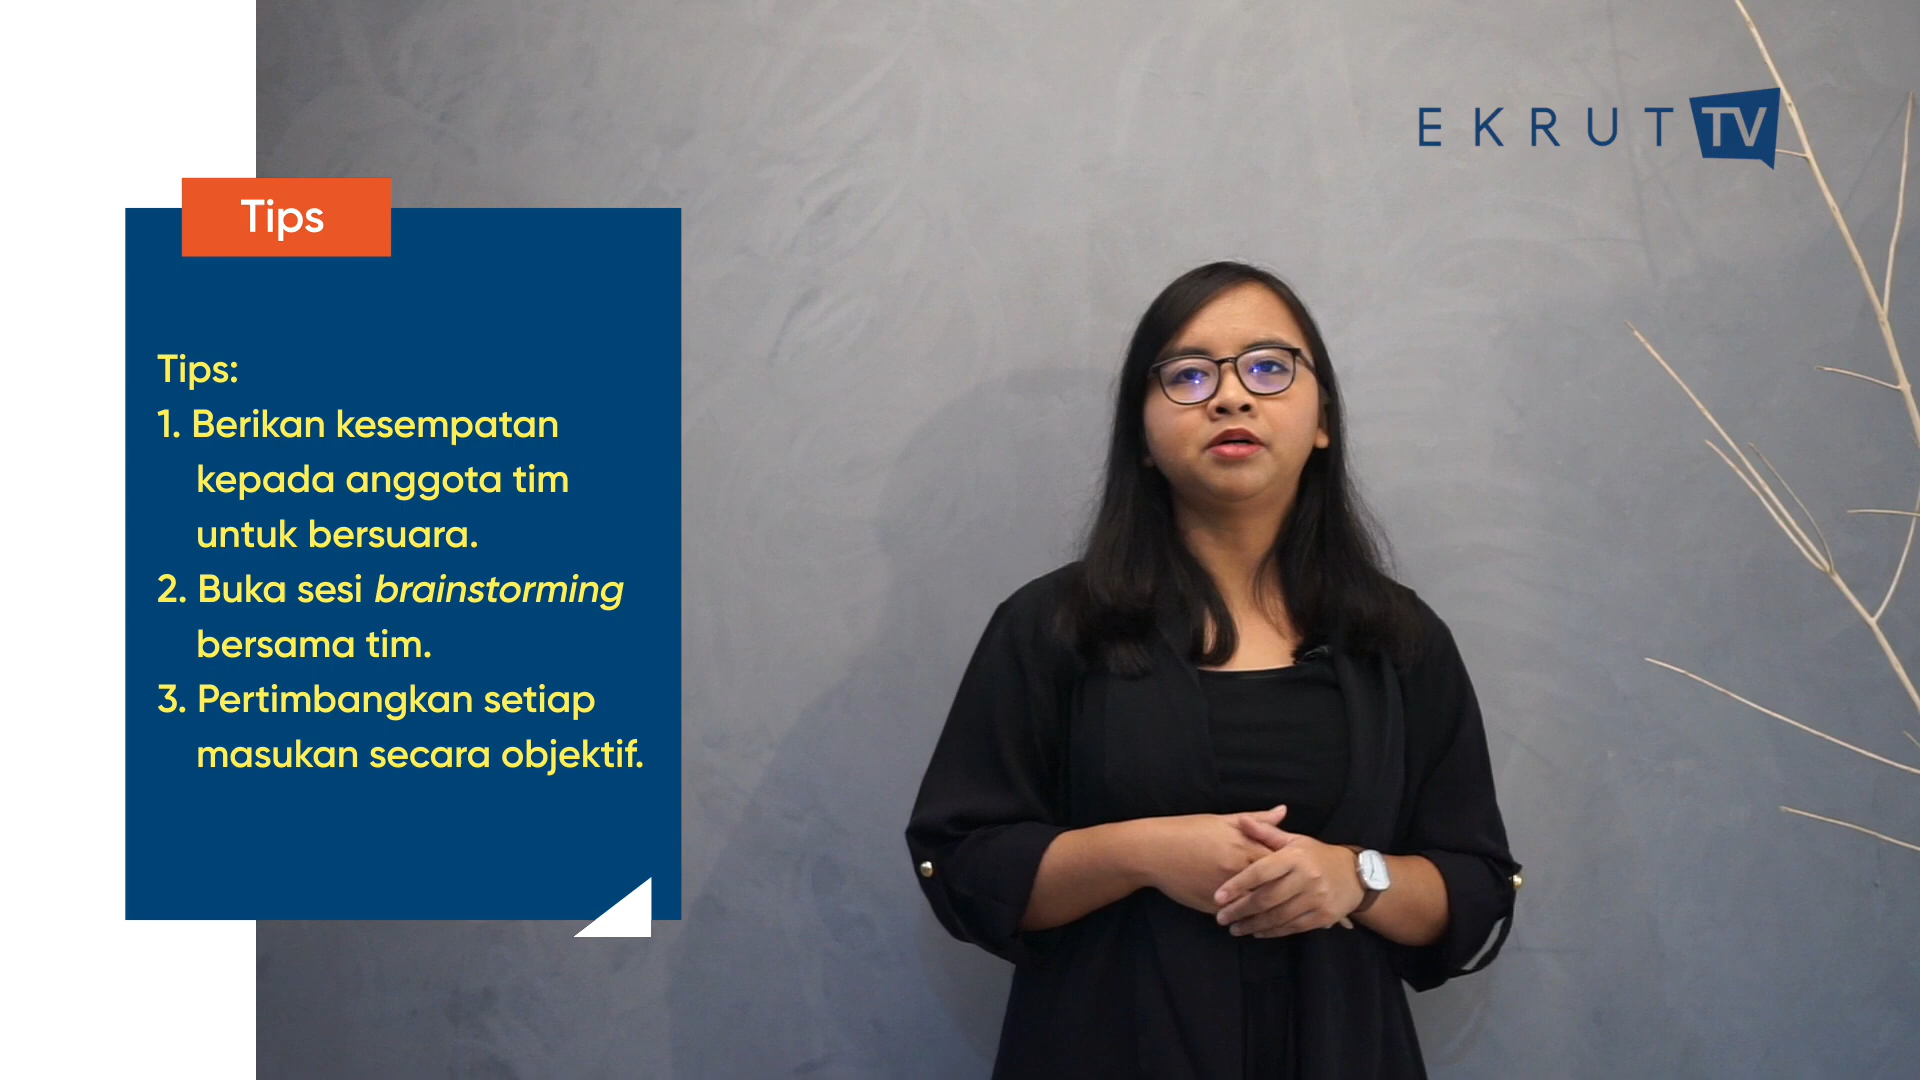 EKRUT TV
Tips
Tips:
1. Berikan kesempatan
kepada anggota tim
untuk bersuara.
2. Buka sesi brainstorming
bersama tim.
3. Pertimbangkan setiap
masukan secara objektif.